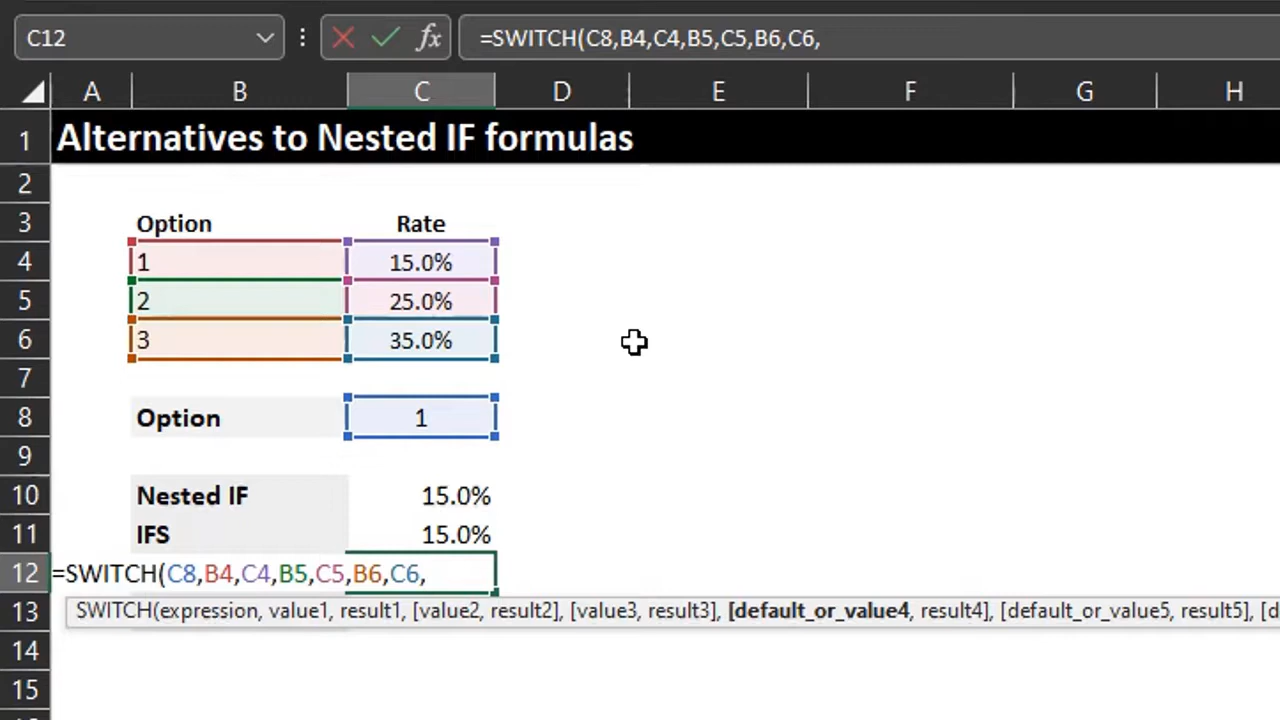 C12 fx =SWITCH(C8,B4,C4,B5,C5,B6,C6,
A B C D E F G H
1 Alternatives to Nested IF formulas
2
3 Option Rate
4 1 15.0%
5 2 25.0%
6 3 35.0%
7
8 Option 1
9
10 Nested IF 15.0%
11 IFS 15.0%
12 =SWITCH(C8,B4,C4,B5,C5,B6,C6,
13 SWITCH(expression, value1, result1, [value2, result2], [value3, result3], [default_or_value4, result4], [default_or_value5, result5], [d
14
15